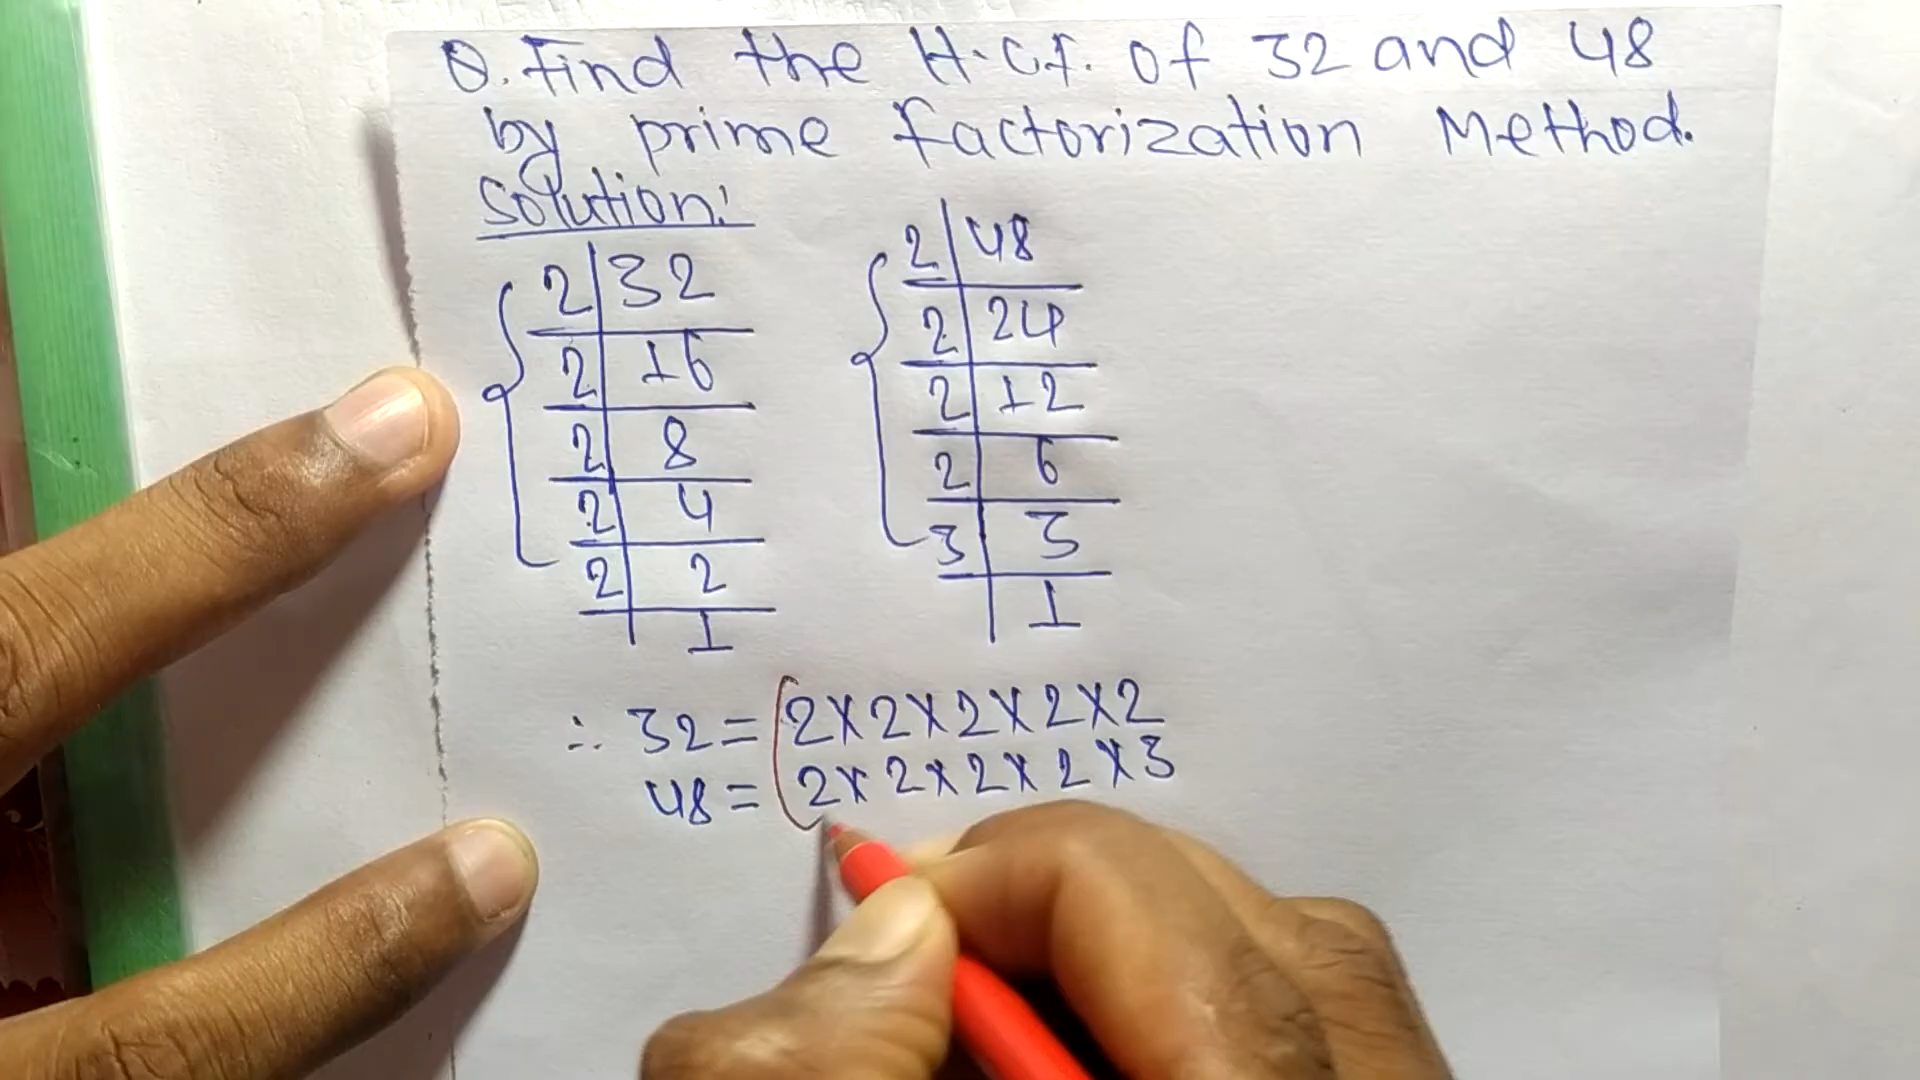 Q. Find the H.C.F. of 32 and 48
by prime factorization Method.
Solution:
2 32
2 16
2 8
2 4
2 2
1
2 48
2 24
2 12
2 6
3 3
1
∴ 32 = 2×2×2×2×2
48 = 2×2×2×2×3